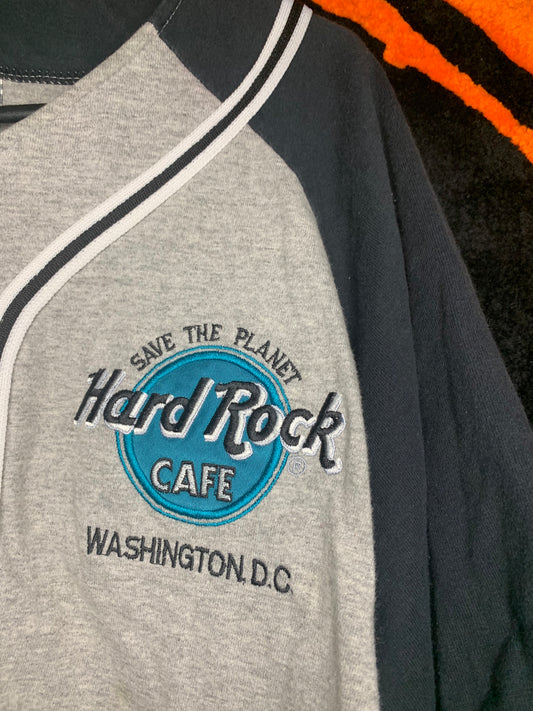 SAVE THE PLANET
Hard Rock
®
CAFE
WASHINGTON, D.C.